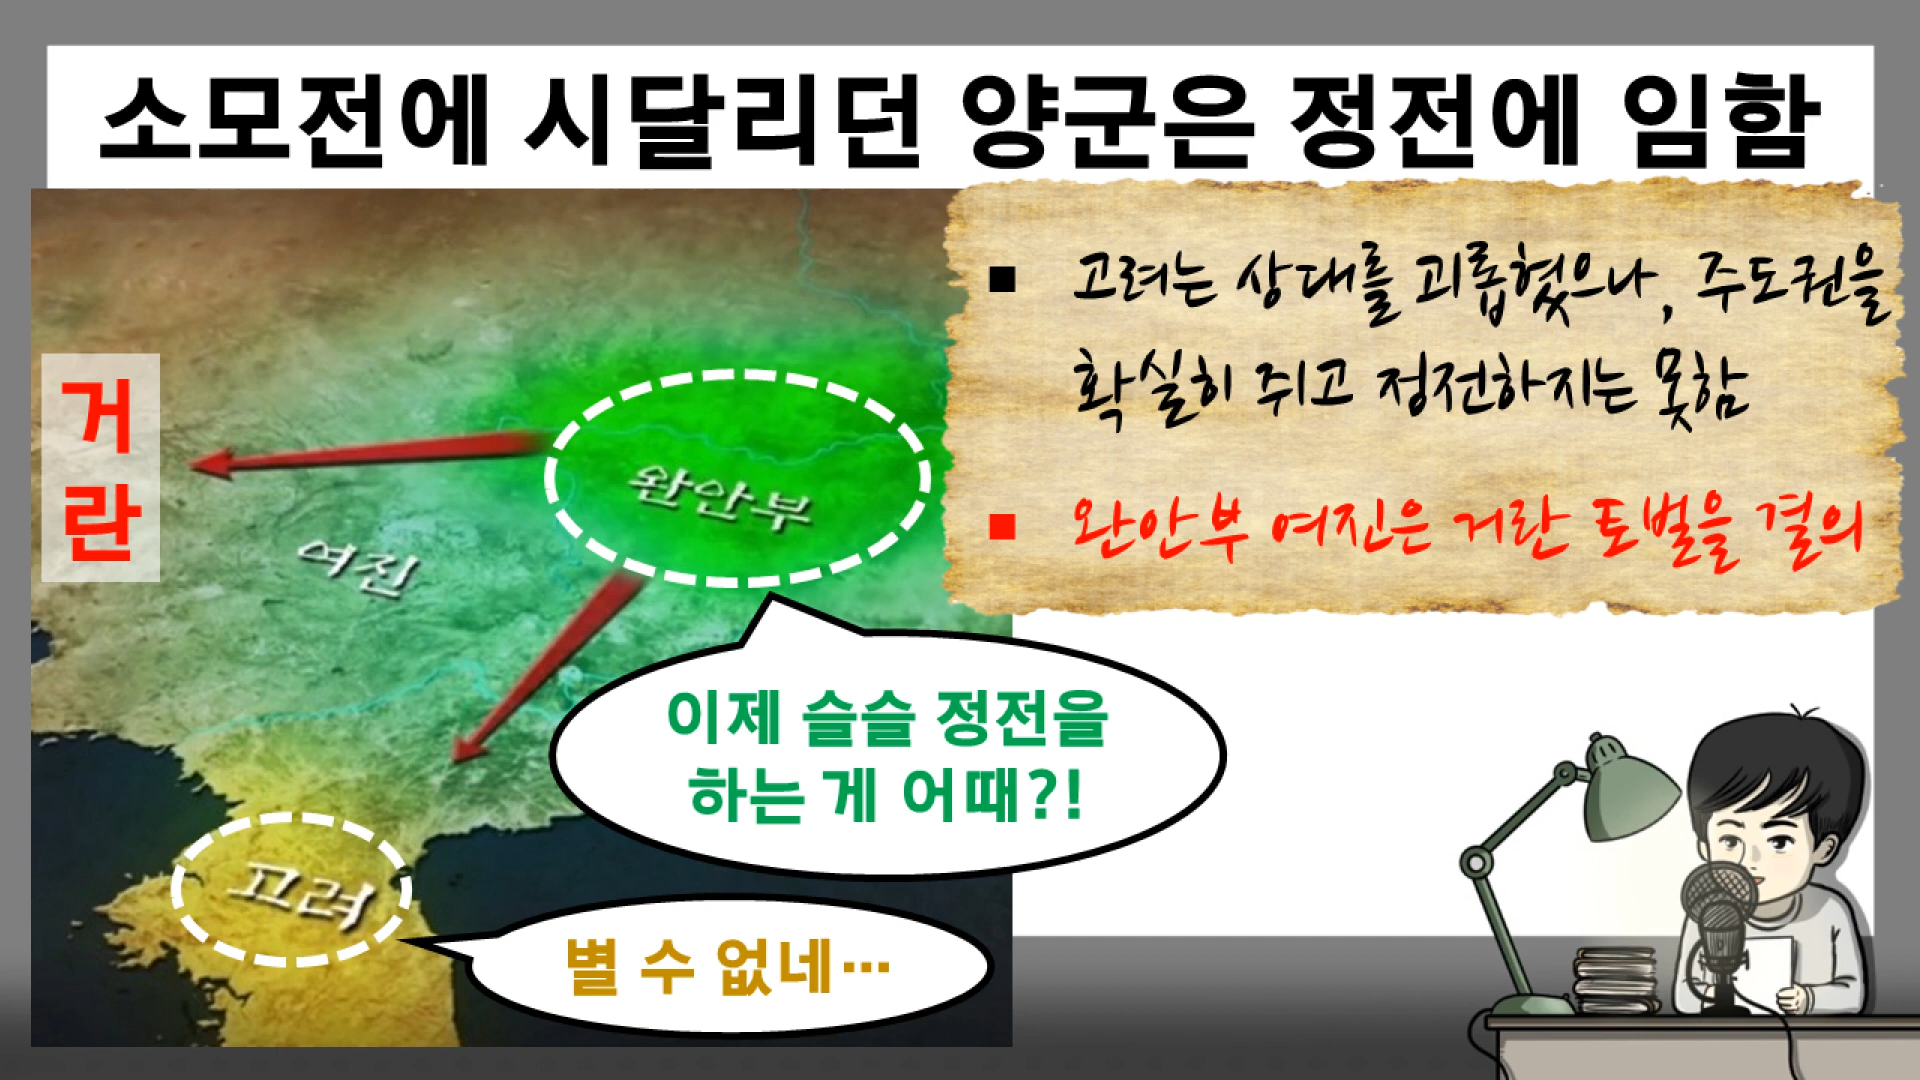 소모전에 시달리던 양군은 정전에 임함
■ 고려는 상대를 괴롭혔으나, 주도권을
확실히 쥐고 정전하지는 못함
■ 완안부 여진은 거란 토벌을 결의
거
란
완안부
여진
이제 슬슬 정전을
하는 게 어때?!
고려
별 수 없네…